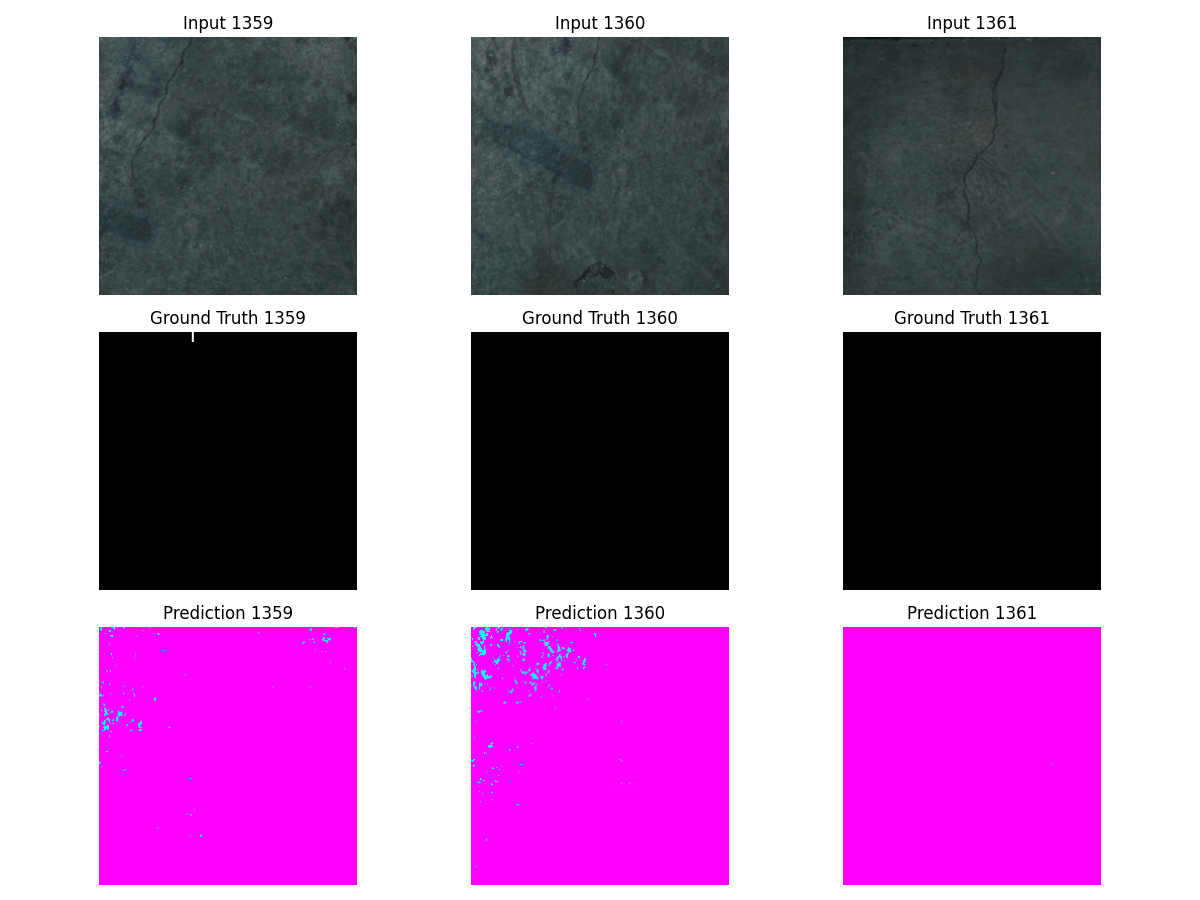 Input 1359
Input 1360
Input 1361
Ground Truth 1359
Ground Truth 1360
Ground Truth 1361
Prediction 1359
Prediction 1360
Prediction 1361